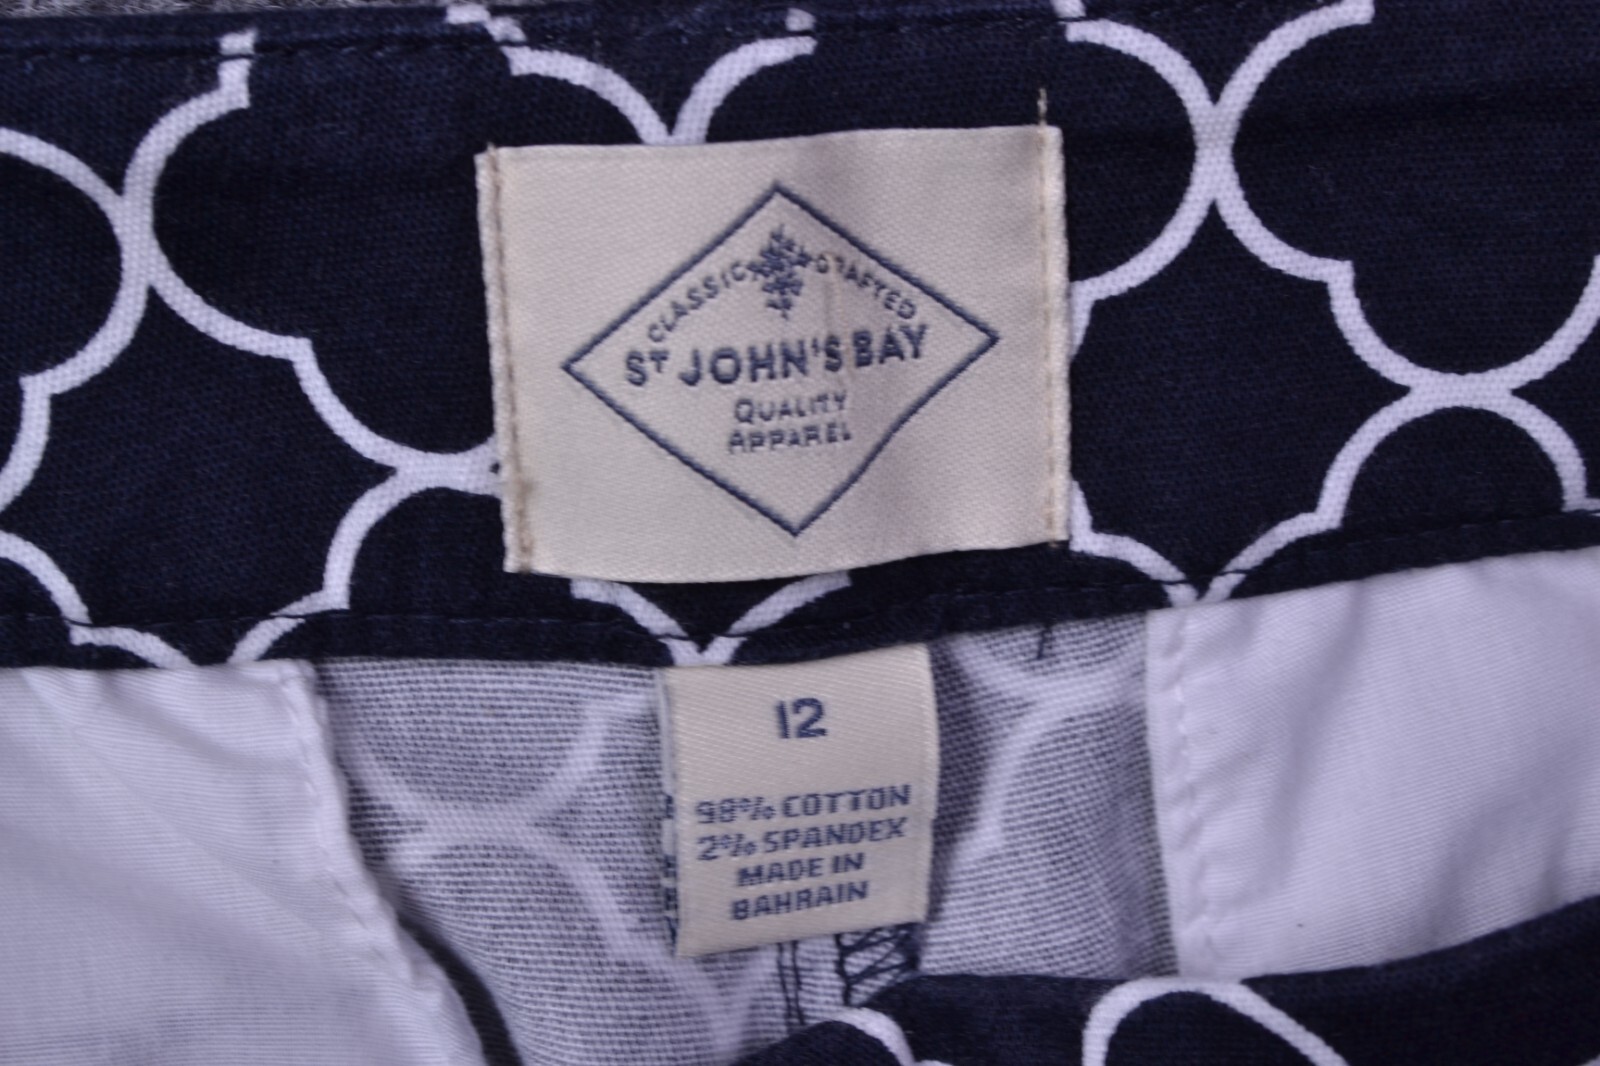 CLASSIC CRAFTED
ST JOHN'S BAY
QUALITY
APPAREL
12
98% COTTON
2% SPANDEX
MADE IN
BAHRAIN